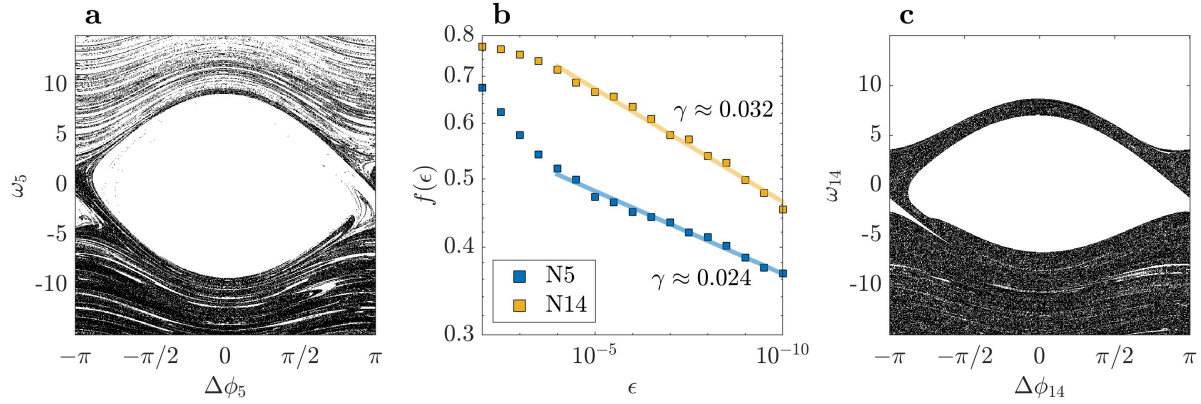 a
10
5
0
-5
-10
ω₅
−π −π/2 0 π/2 π
Δϕ₅
b
0.8
0.7
0.6
0.5
0.4
0.3
f(ϵ)
γ ≈ 0.032
γ ≈ 0.024
N5
N14
10⁻⁵ 10⁻¹⁰
ϵ
c
10
5
0
-5
-10
ω₁₄
−π −π/2 0 π/2 π
Δϕ₁₄